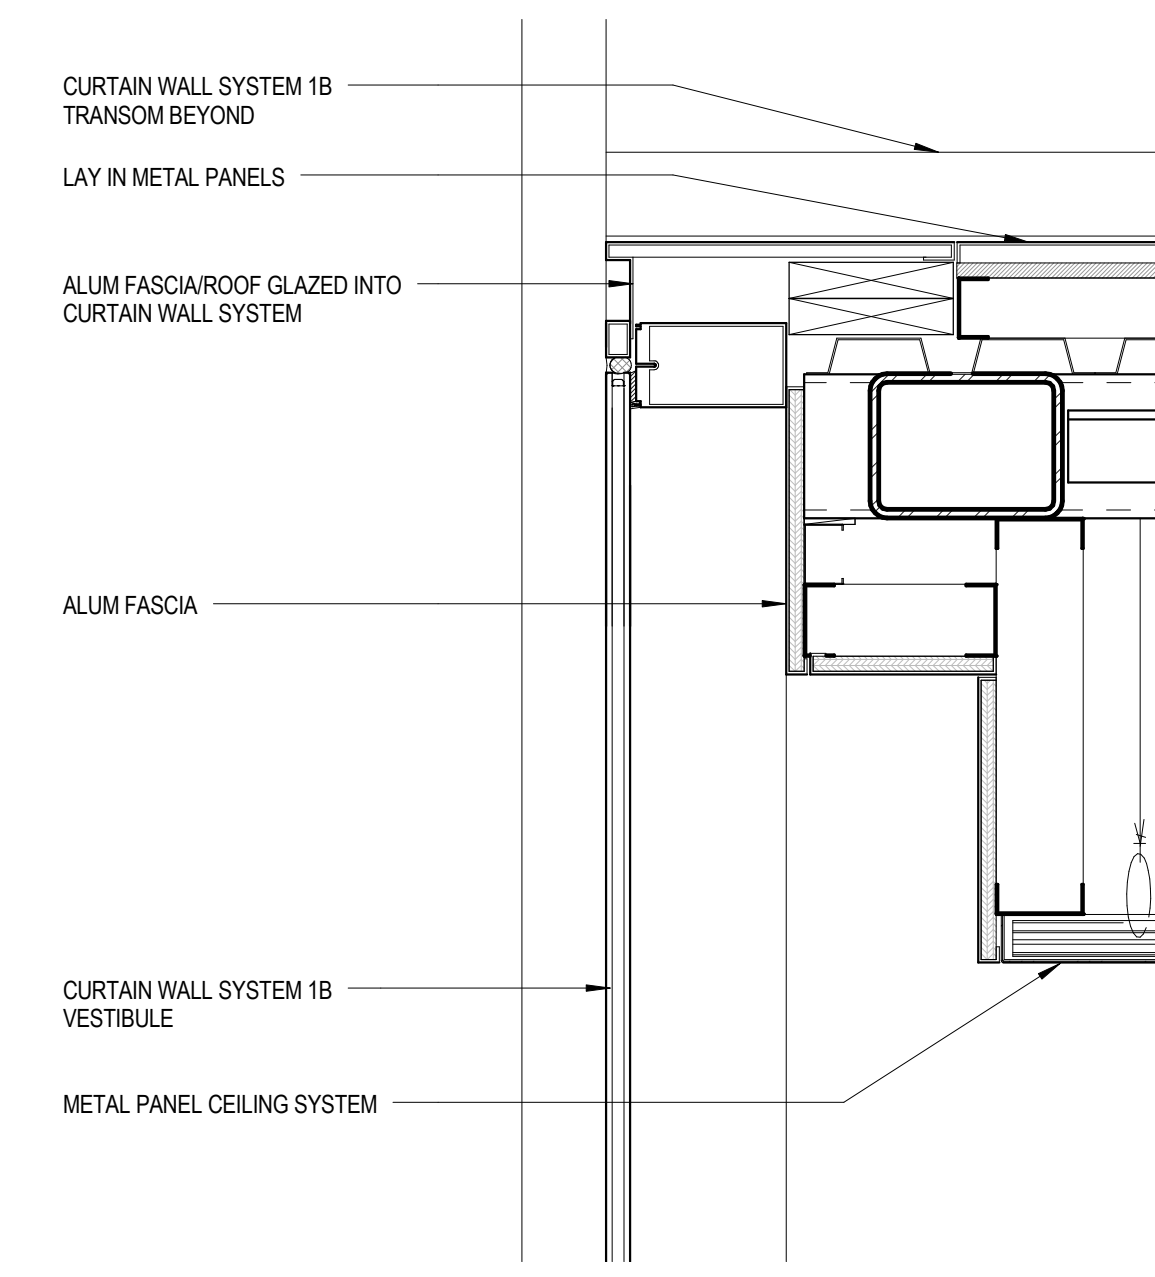 CURTAIN WALL SYSTEM 1B
TRANSOM BEYOND
LAY IN METAL PANELS
ALUM FASCIA/ROOF GLAZED INTO
CURTAIN WALL SYSTEM
ALUM FASCIA
CURTAIN WALL SYSTEM 1B
VESTIBULE
METAL PANEL CEILING SYSTEM